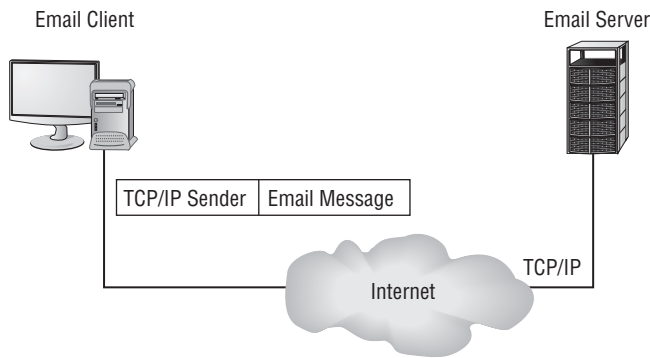 Email Client
Email Server
TCP/IP Sender
Email Message
TCP/IP
Internet